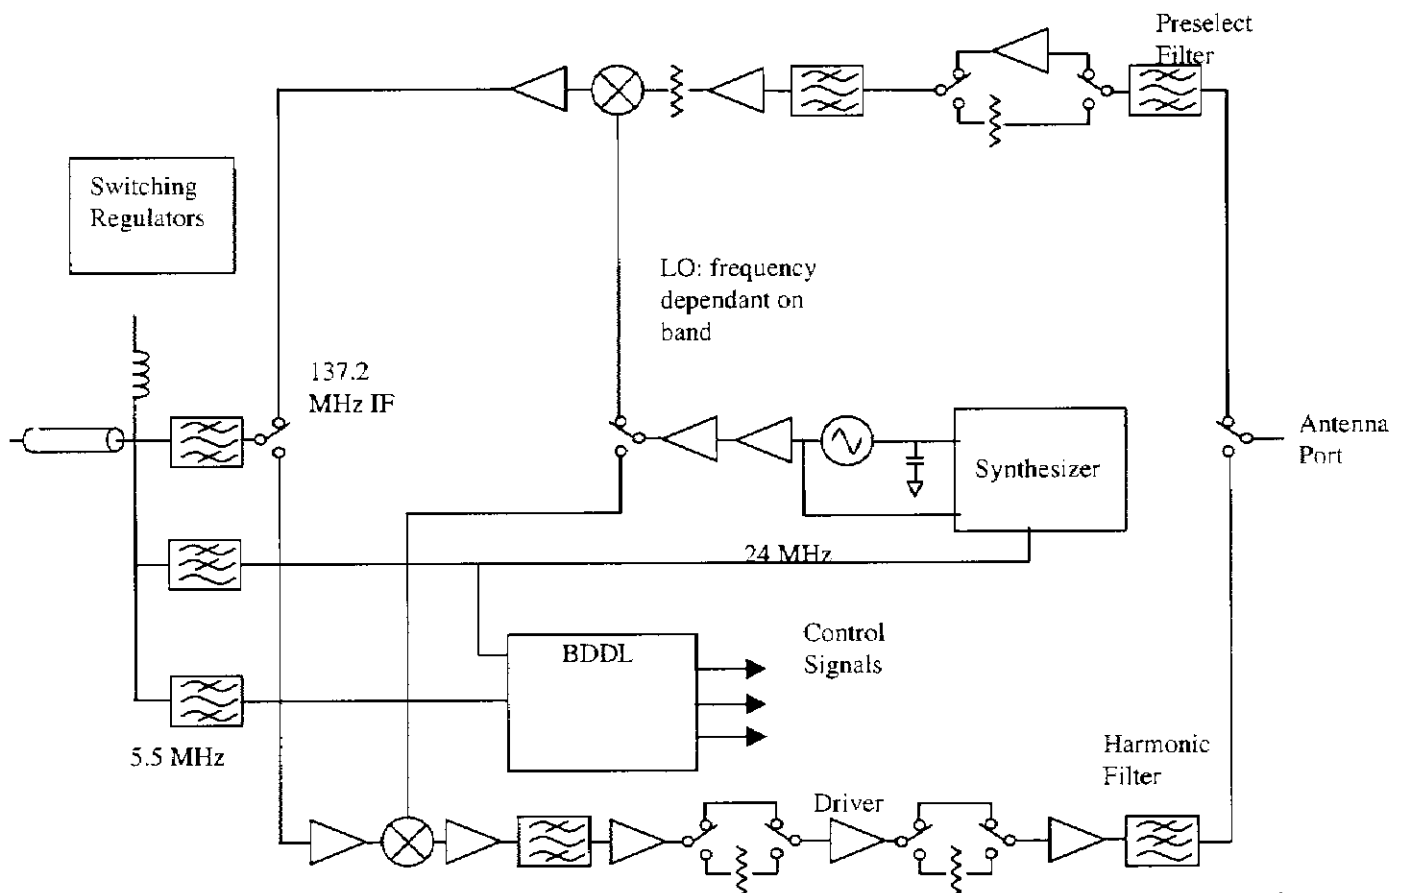 Preselect
Filter
Switching
Regulators
LO: frequency
dependant on
band
137.2
MHz IF
Antenna
Port
Synthesizer
24 MHz
Control
Signals
BDDL
5.5 MHz
Harmonic
Filter
Driver